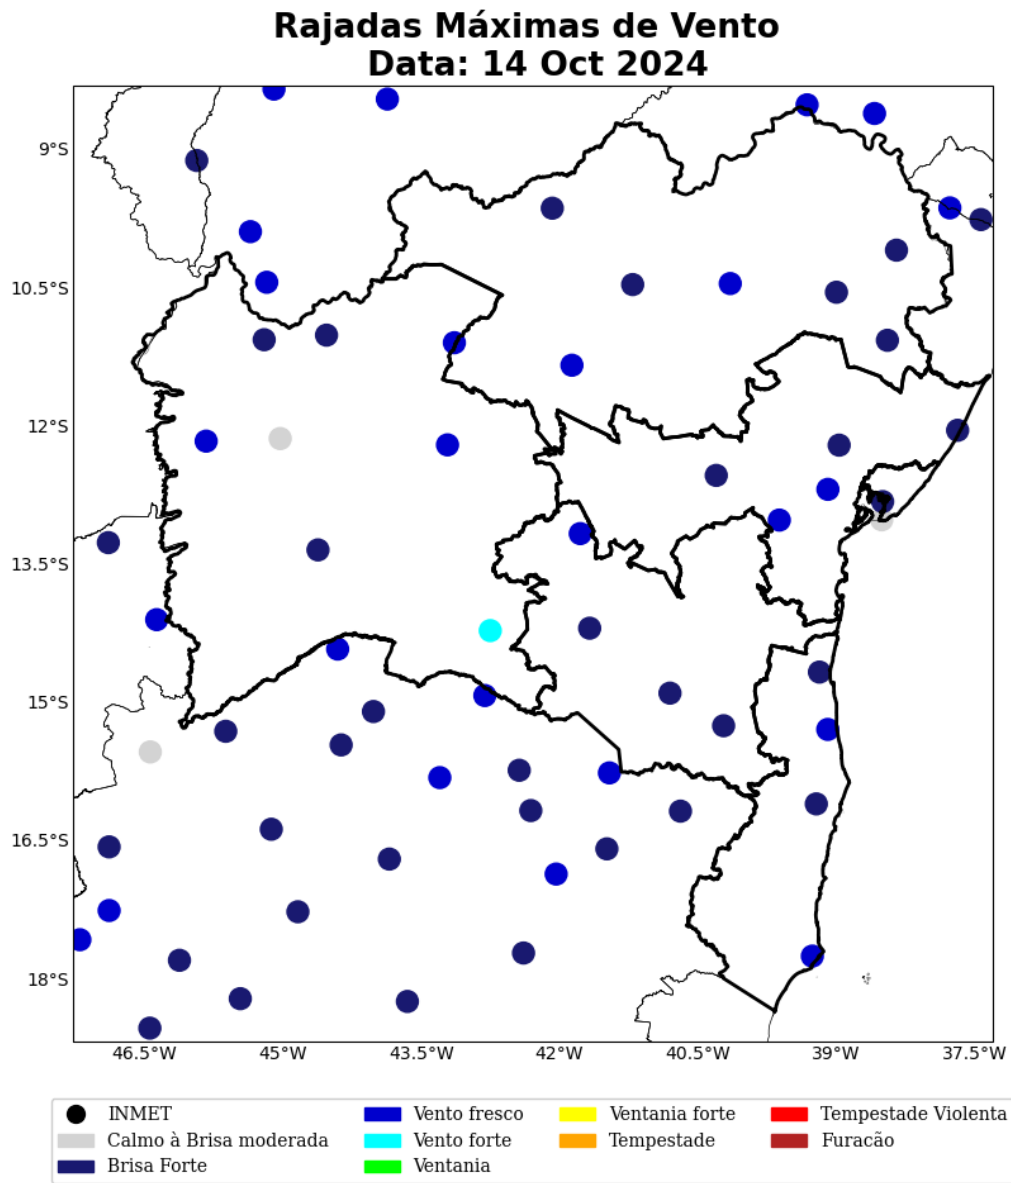 Rajadas Máximas de Vento
Data: 14 Oct 2024
9°S
10.5°S
12°S
13.5°S
15°S
16.5°S
18°S
46.5°W 45°W 43.5°W 42°W 40.5°W 39°W 37.5°W
INMET Vento fresco Ventania forte Tempestade Violenta
Calmo à Brisa moderada Vento forte Tempestade Furacão
Brisa Forte Ventania